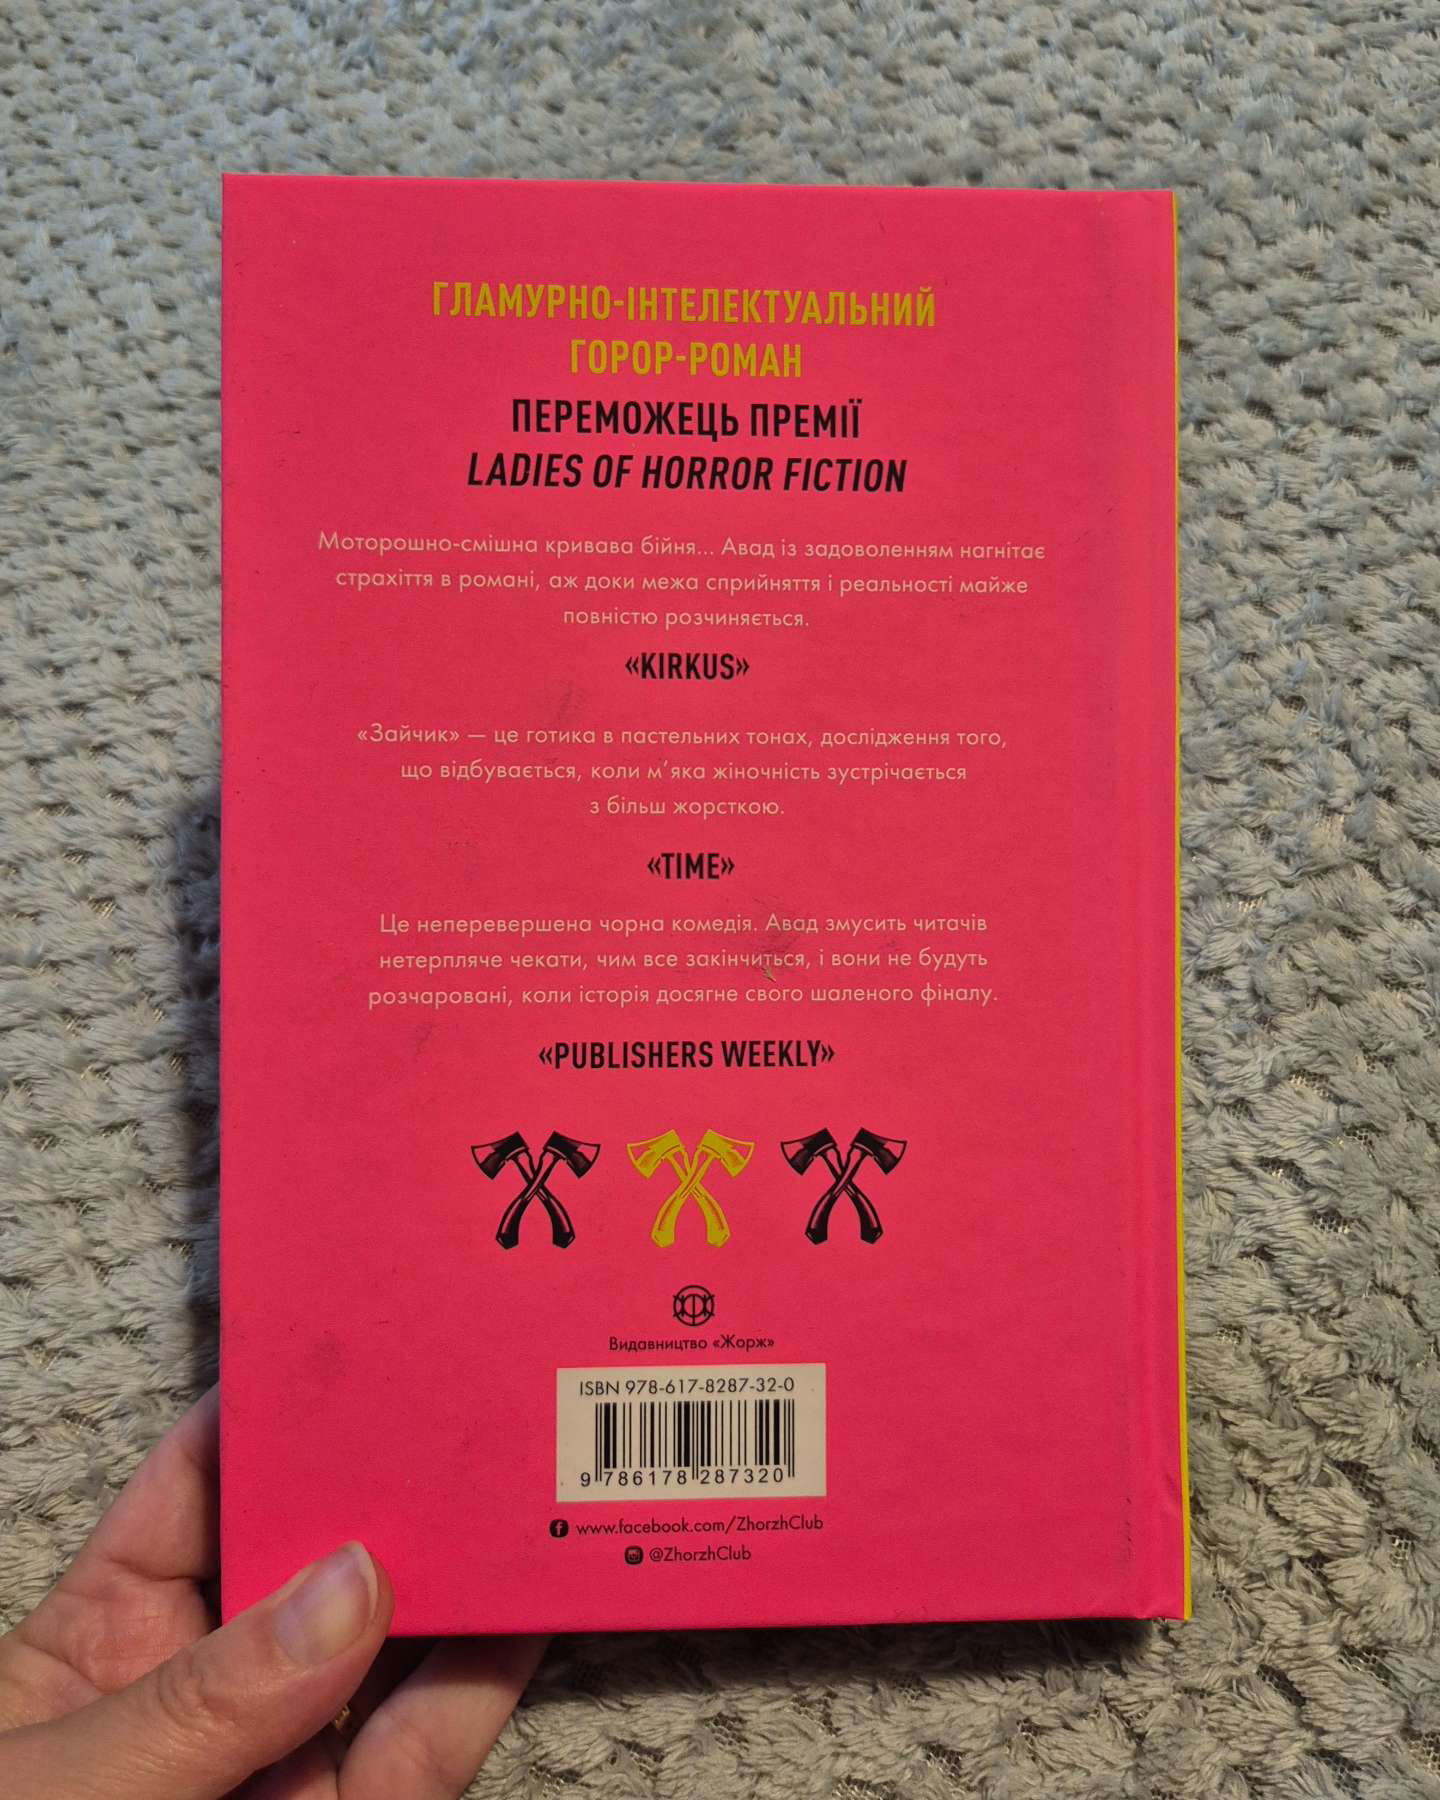 ГЛАМУРНО-ІНТЕЛЕКТУАЛЬНИЙ
ГОРОР-РОМАН
ПЕРЕМОЖЕЦЬ ПРЕМІЇ
LADIES OF HORROR FICTION
Моторошно-смішна кривава бійня... Авад із задоволенням нагнітає
страхіття в романі, аж доки межа сприйняття і реальності майже
повністю розчиняється.
«KIRKUS»
«Зайчик» — це готика в пастельних тонах, дослідження того,
що відбувається, коли м’яка жіночність зустрічається
з більш жорсткою.
«TIME»
Це неперевершена чорна комедія. Авад змусить читачів
нетерпляче чекати, чим все закінчиться, і вони не будуть
розчаровані, коли історія досягне свого шаленого фіналу.
«PUBLISHERS WEEKLY»
Видавництво «Жорж»
ISBN 978-617-8287-32-0
9 786178 287320
www.facebook.com/ZhorzhClub
@ZhorzhClub